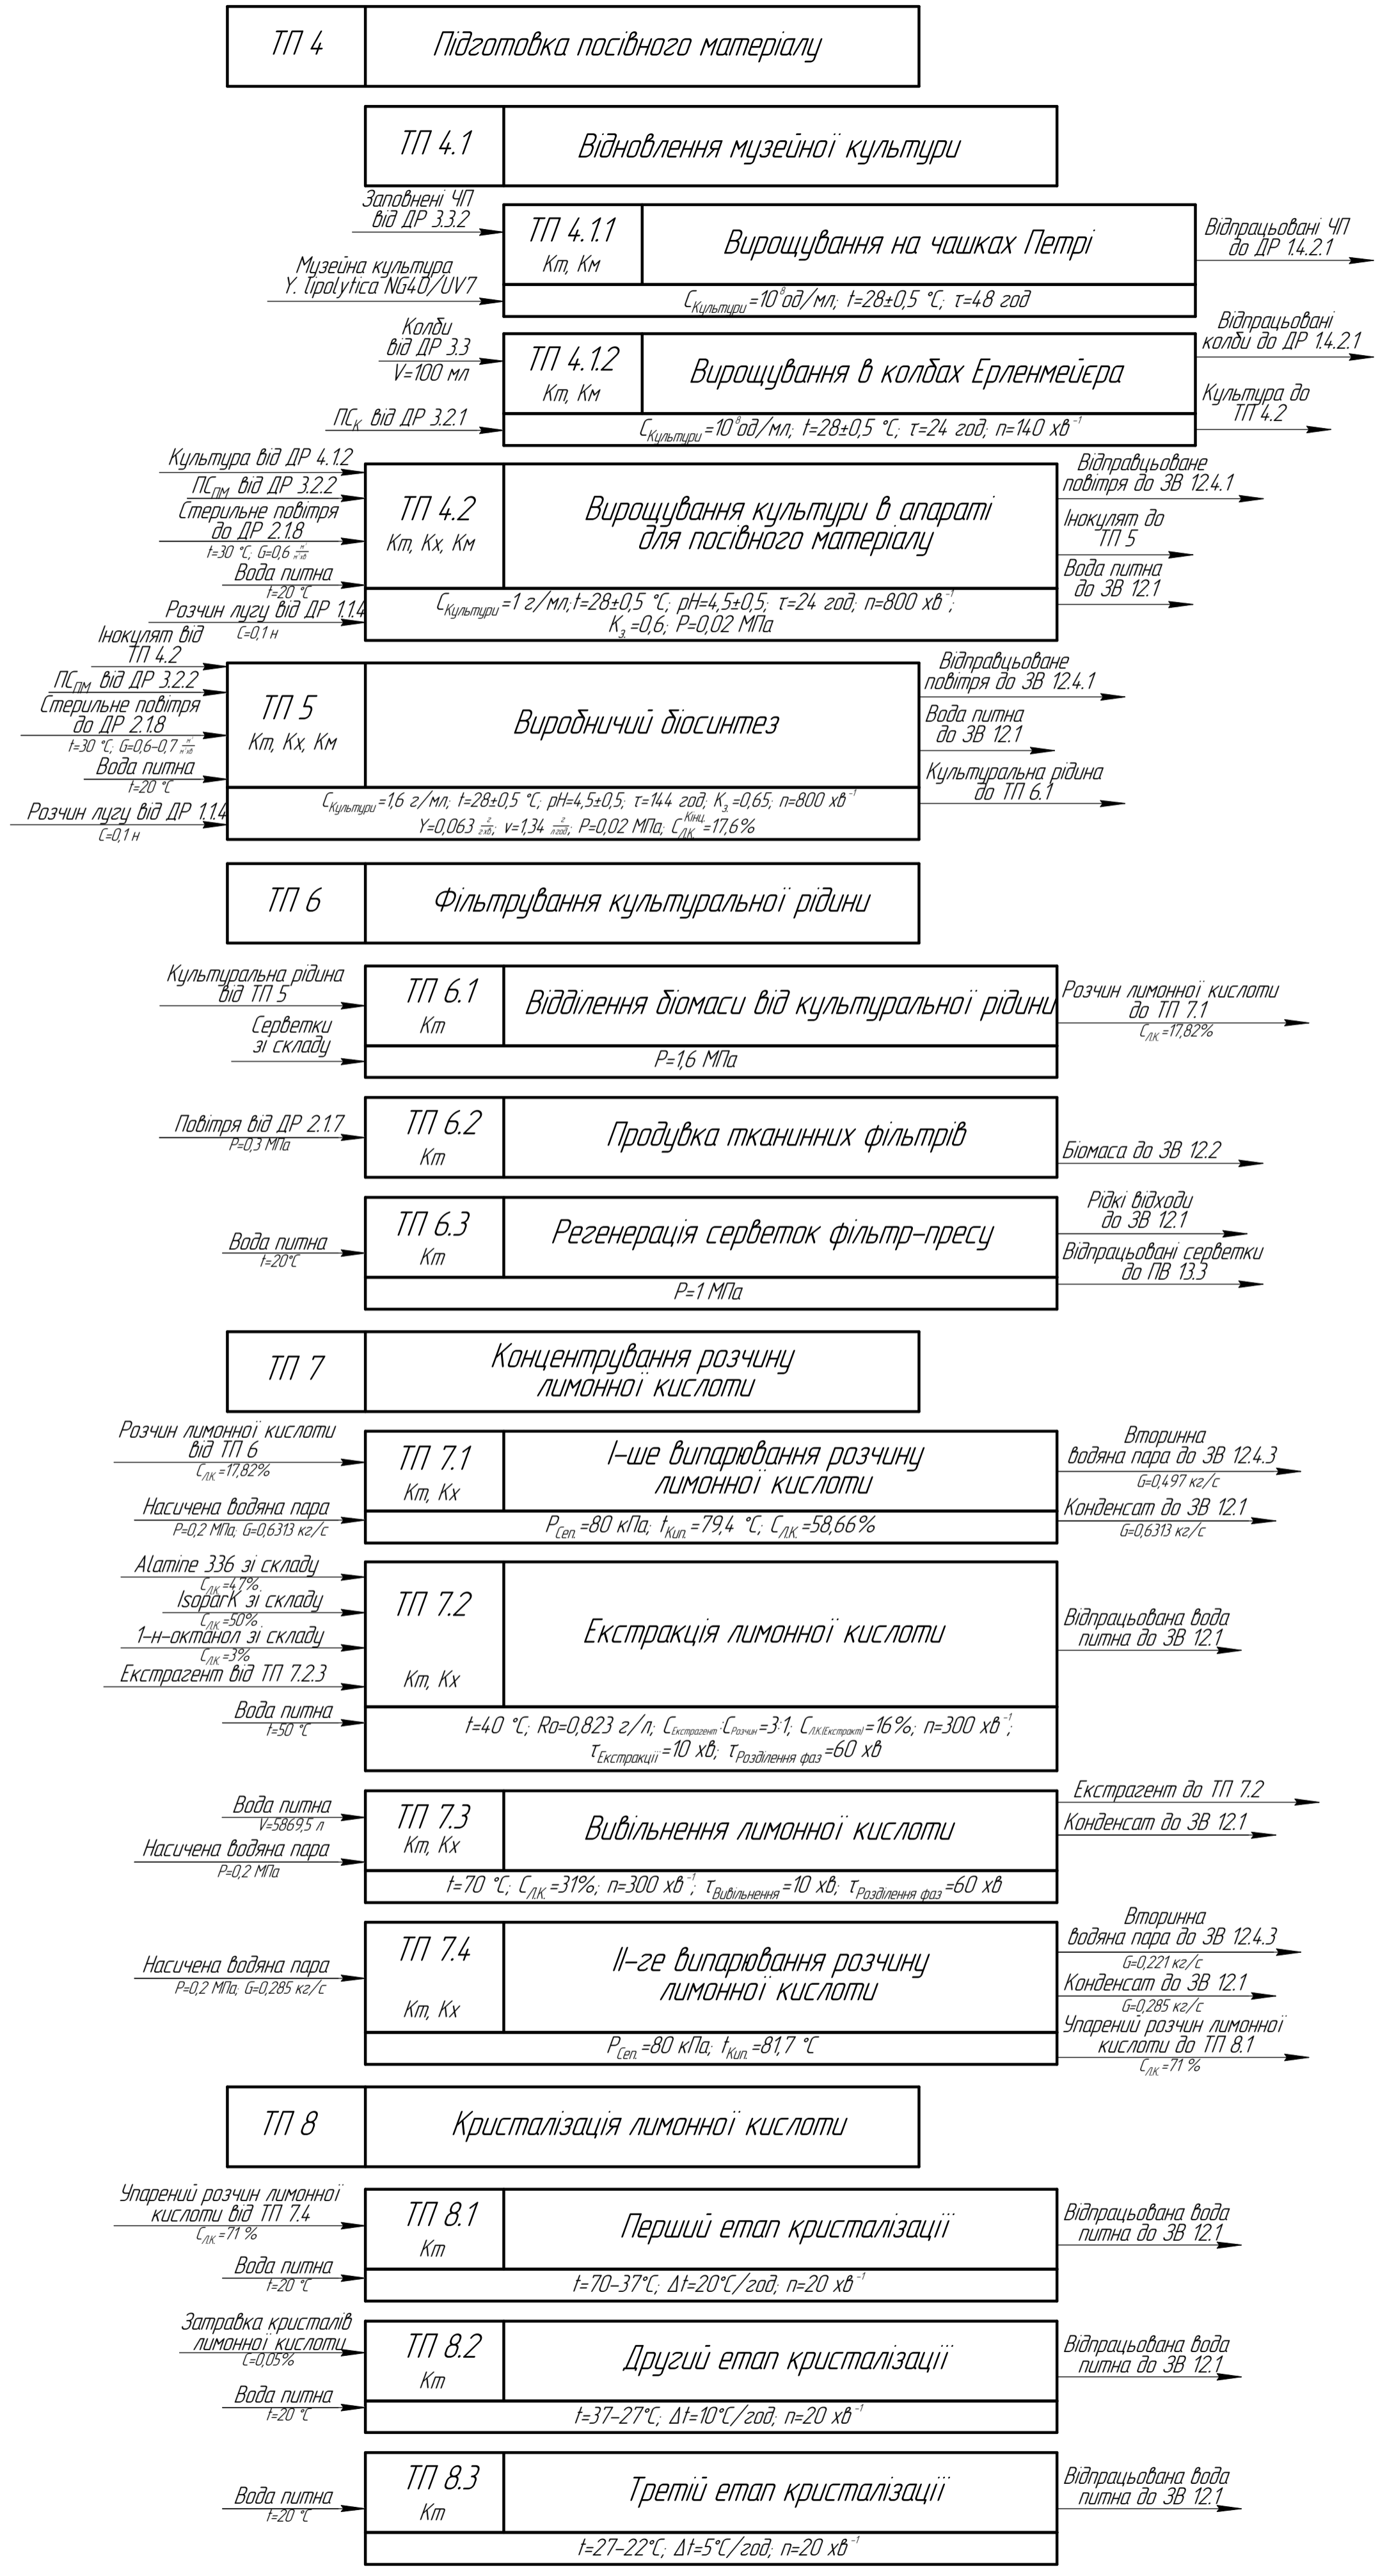 ТП 4
Підготовка посівного матеріалу
ТП 4.1
Відновлення музейної культури
Заповнені ЧП
від ДР 3.3.2
Музейна культура
Y. lipolytica NG40/UV7
ТП 4.1.1
Кт, Км
Вирощування на чашках Петрі
C Культури =10⁸од/мл; t=28±0,5 °C; τ=48 год
Відпрацьовані ЧП
до ДР 1.4.2.1
Колби
від ДР 3.3
V=100 мл
ПС К від ДР 3.2.1
ТП 4.1.2
Кт, Км
Вирощування в колбах Ерленмейєра
C Культури =10⁸од/мл; t=28±0,5 °C; τ=24 год; n=140 хв⁻¹
Відпрацьовані
колби до ДР 1.4.2.1
Культура до
ТП 4.2
Культура від ДР 4.1.2
ПС ПМ від ДР 3.2.2
Стерильне повітря
до ДР 2.1.8
t=30 °C; G=0,6
Вода питна
t=20 °C
Розчин лугу від ДР 1.1.4
C=0,1 н
ТП 4.2
Кт, Кх, Км
Вирощування культури в апараті
для посівного матеріалу
C Культури =1 г/мл;t=28±0,5 °C; pH=4,5±0,5; τ=24 год; n=800 хв⁻¹;
K з. =0,6; P=0,02 МПа
Відправцьоване
повітря до ЗВ 12.4.1
Інокулят до
ТП 5
Вода питна
до ЗВ 12.1
Інокулят від
ТП 4.2
ПС ПМ від ДР 3.2.2
Стерильне повітря
до ДР 2.1.8
t=30 °C; G=0,6-0,7
Вода питна
t=20 °C
Розчин лугу від ДР 1.1.4
C=0,1 н
ТП 5
Кт, Кх, Км
Виробничий біосинтез
C Культури =1,6 г/мл; t=28±0,5 °C; pH=4,5±0,5; τ=144 год; K з. =0,65; n=800 хв⁻¹
Y=0,063 г/г·хв; v=1,34 г/л·год; P=0,02 МПа; C Л.К. Кінц. =17,6%
Відправцьоване
повітря до ЗВ 12.4.1
Вода питна
до ЗВ 12.1
Культуральна рідина
до ТП 6.1
ТП 6
Фільтрування культуральної рідини
Культуральна рідина
від ТП 5
Серветки
зі складу
ТП 6.1
Кт
Відділення біомаси від культуральної рідини
P=1,6 МПа
Розчин лимонної кислоти
до ТП 7.1
C Л.К. =17,82%
Повітря від ДР 2.1.7
P=0,3 МПа
ТП 6.2
Кт
Продувка тканинних фільтрів
Біомаса до ЗВ 12.2
Вода питна
t=20°C
ТП 6.3
Кт
Регенерація серветок фільтр-пресу
P=1 МПа
Рідкі відходи
до ЗВ 12.1
Відпрацьовані серветки
до ПВ 13.3
ТП 7
Концентрування розчину
лимонної кислоти
Розчин лимонної кислоти
від ТП 6
C Л.К. =17,82%
Насичена водяна пара
P=0,2 МПа; G=0,6313 кг/с
ТП 7.1
Кт, Кх
І-ше випарювання розчину
лимонної кислоти
P Сеп. =80 кПа; t Кип. =79,4 °C; C Л.К. =58,66%
Вторинна
водяна пара до ЗВ 12.4.3
G=0,497 кг/с
Конденсат до ЗВ 12.1
G=0,6313 кг/с
Alamine 336 зі складу
C Л.К. =47%
IsoparK зі складу
C Л.К. =50%
1-н-октанол зі складу
C Л.К. =3%
Екстрагент від ТП 7.2.3
Вода питна
t=50 °C
ТП 7.2
Кт, Кх
Екстракція лимонної кислоти
t=40 °C; Ro=0,823 г/л; C Екстрагент :C Розчин =3:1; C Л.К.(Екстракт) =16%; n=300 хв⁻¹;
τ Екстракції =10 хв; τ Розділення фаз =60 хв
Відпрацьована вода
питна до ЗВ 12.1
Вода питна
V=5869,5 л
Насичена водяна пара
P=0,2 МПа
ТП 7.3
Кт, Кх
Вивільнення лимонної кислоти
t=70 °C; C Л.К. =31%; n=300 хв⁻¹; τ Вивільнення =10 хв; τ Розділення фаз =60 хв
Екстрагент до ТП 7.2
Конденсат до ЗВ 12.1
Насичена водяна пара
P=0,2 МПа; G=0,285 кг/с
ТП 7.4
Кт, Кх
ІІ-ге випарювання розчину
лимонної кислоти
P Сеп. =80 кПа; t Кип. =81,7 °C
Вторинна
водяна пара до ЗВ 12.4.3
G=0,221 кг/с
Конденсат до ЗВ 12.1
G=0,285 кг/с
Упарений розчин лимонної
кислоти до ТП 8.1
C Л.К. =71 %
ТП 8
Кристалізація лимонної кислоти
Упарений розчин лимонної
кислоти від ТП 7.4
C Л.К. =71 %
Вода питна
t=20 °C
ТП 8.1
Кт
Перший етап кристалізації
t=70-37°C; Δt=20°C/год; n=20 хв⁻¹
Відпрацьована вода
питна до ЗВ 12.1
Затравка кристалів
лимонної кислоти
C=0,05%
Вода питна
t=20 °C
ТП 8.2
Кт
Другий етап кристалізації
t=37-27°C; Δt=10°C/год; n=20 хв⁻¹
Відпрацьована вода
питна до ЗВ 12.1
Вода питна
t=20 °C
ТП 8.3
Кт
Третій етап кристалізації
t=27-22°C; Δt=5°C/год; n=20 хв⁻¹
Відпрацьована вода
питна до ЗВ 12.1